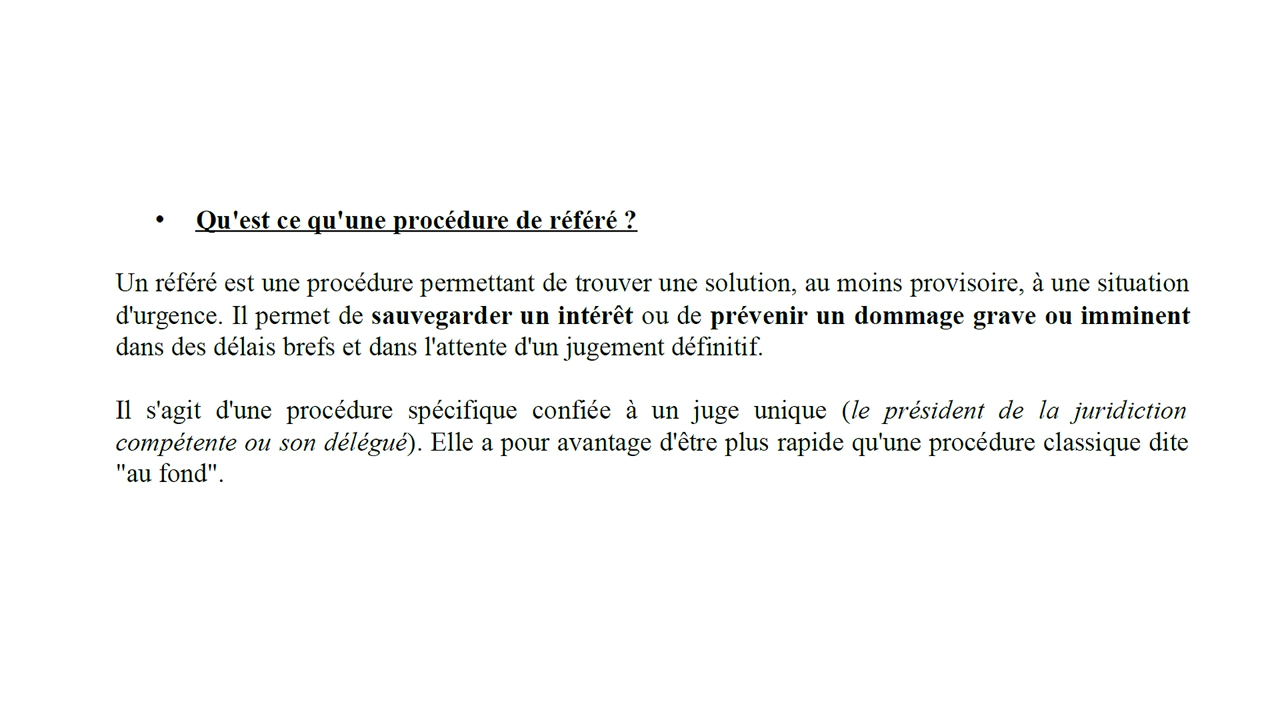 • Qu'est ce qu'une procédure de référé ?
Un référé est une procédure permettant de trouver une solution, au moins provisoire, à une situation
d'urgence. Il permet de sauvegarder un intérêt ou de prévenir un dommage grave ou imminent
dans des délais brefs et dans l'attente d'un jugement définitif.
Il s'agit d'une procédure spécifique confiée à un juge unique (le président de la juridiction
compétente ou son délégué). Elle a pour avantage d'être plus rapide qu'une procédure classique dite
"au fond".